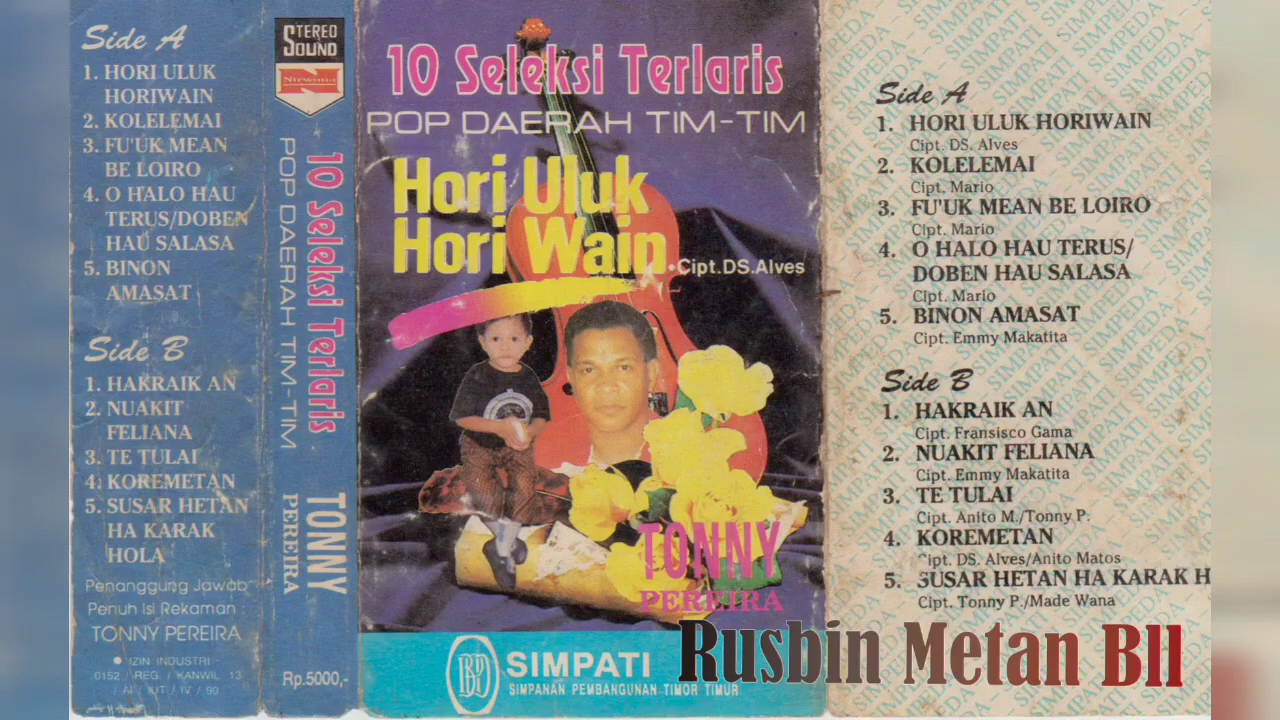 Side A
1. HORI ULUK
HORIWAIN
2. KOLELEMAI
3. FU'UK MEAN
BE LOIRO
4. O HALO HAU
TERUS/DOBEN
HAU SALASA
5. BINON
AMASAT
Side B
1. HAKRAIK AN
2. NUAKIT
FELIANA
3. TE TULAI
4. KOREMETAN
5. SUSAR HETAN
HA KARAK
HOLA
Penanggung Jawab
Penuh Isi Rekaman :
TONNY PEREIRA
● IZIN INDUSTRI
0152 / REG. / KANWIL 13
/ AI / IUT / IV / 90
STEREO
SOUND
Nirwana
10 Seleksi Terlaris
POP DAERAH TIM-TIM
TONNY
PEREIRA
Rp.5000,-
10 Seleksi Terlaris
POP DAERAH TIM-TIM
Hori Uluk
Hori Wain
•Cipt.DS.Alves
TONNY
PEREIRA
BPD
SIMPATI
SIMPANAN PEMBANGUNAN TIMOR TIMUR
Side A
1. HORI ULUK HORIWAIN
Cipt. DS. Alves
2. KOLELEMAI
Cipt. Mario
3. FU'UK MEAN BE LOIRO
Cipt. Mario
4. O HALO HAU TERUS/
DOBEN HAU SALASA
Cipt. Mario
5. BINON AMASAT
Cipt. Emmy Makatita
Side B
1. HAKRAIK AN
Cipt. Fransisco Gama
2. NUAKIT FELIANA
Cipt. Emmy Makatita
3. TE TULAI
Cipt. Anito M./Tonny P.
4. KOREMETAN
Cipt. DS. Alves/Anito Matos
5. SUSAR HETAN HA KARAK H
Cipt. Tonny P./Made Wana
SIMPEDA - SIMPATI
Rusbin Metan Bll